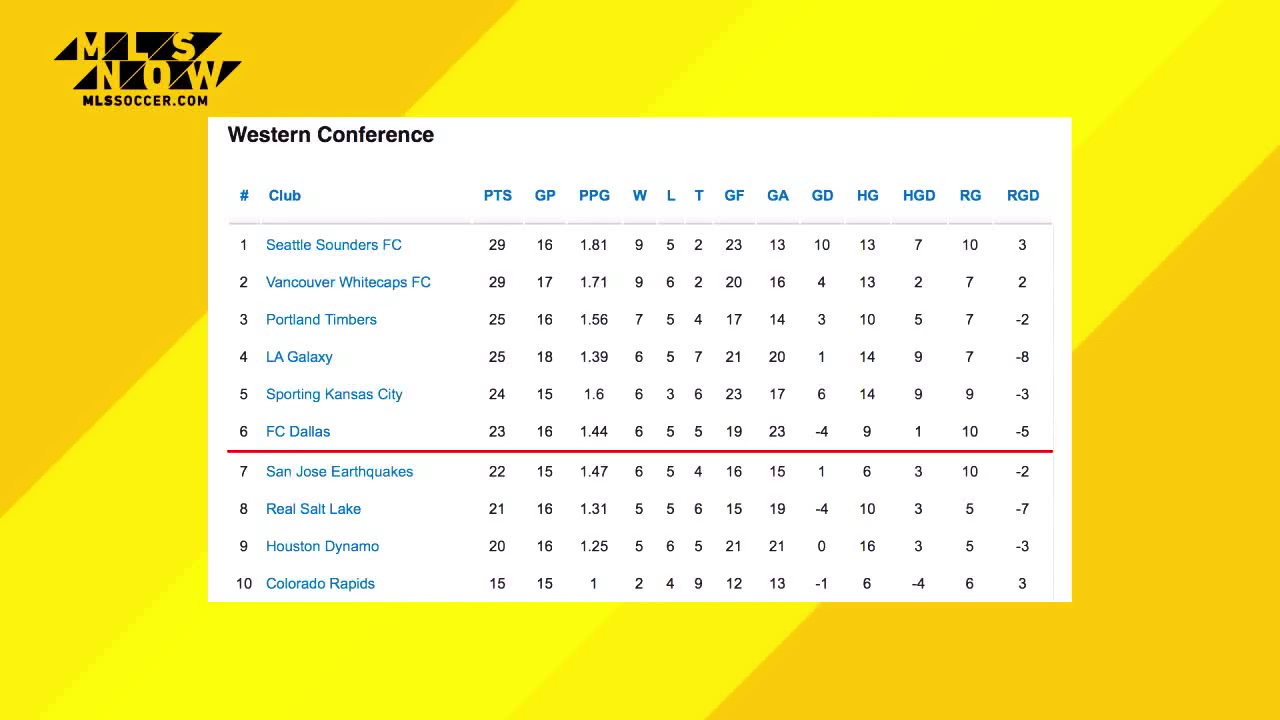 MLS
NOW
MLSSOCCER.COM
Western Conference
# Club PTS GP PPG W L T GF GA GD HG HGD RG RGD
1 Seattle Sounders FC 29 16 1.81 9 5 2 23 13 10 13 7 10 3
2 Vancouver Whitecaps FC 29 17 1.71 9 6 2 20 16 4 13 2 7 2
3 Portland Timbers 25 16 1.56 7 5 4 17 14 3 10 5 7 -2
4 LA Galaxy 25 18 1.39 6 5 7 21 20 1 14 9 7 -8
5 Sporting Kansas City 24 15 1.6 6 3 6 23 17 6 14 9 9 -3
6 FC Dallas 23 16 1.44 6 5 5 19 23 -4 9 1 10 -5
7 San Jose Earthquakes 22 15 1.47 6 5 4 16 15 1 6 3 10 -2
8 Real Salt Lake 21 16 1.31 5 5 6 15 19 -4 10 3 5 -7
9 Houston Dynamo 20 16 1.25 5 6 5 21 21 0 16 3 5 -3
10 Colorado Rapids 15 15 1 2 4 9 12 13 -1 6 -4 6 3